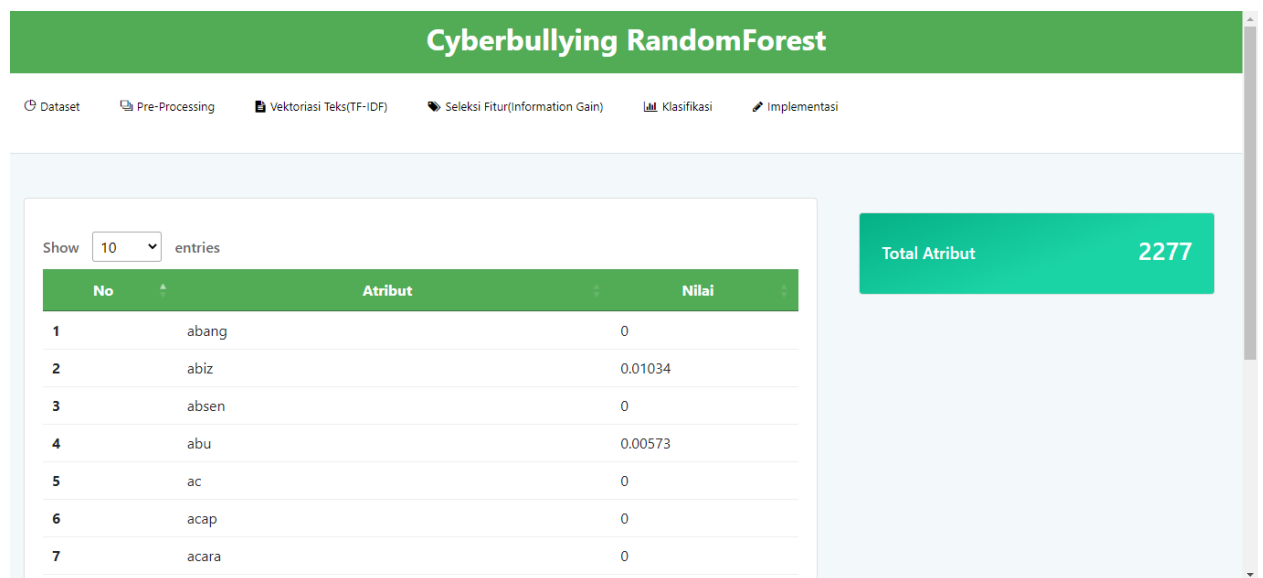 Cyberbullying RandomForest
Dataset Pre-Processing Vektoriasi Teks(TF-IDF) Seleksi Fitur(Information Gain) Klasifikasi Implementasi
Show 10 entries
Total Atribut 2277
No Atribut Nilai
1 abang 0
2 abiz 0.01034
3 absen 0
4 abu 0.00573
5 ac 0
6 acap 0
7 acara 0